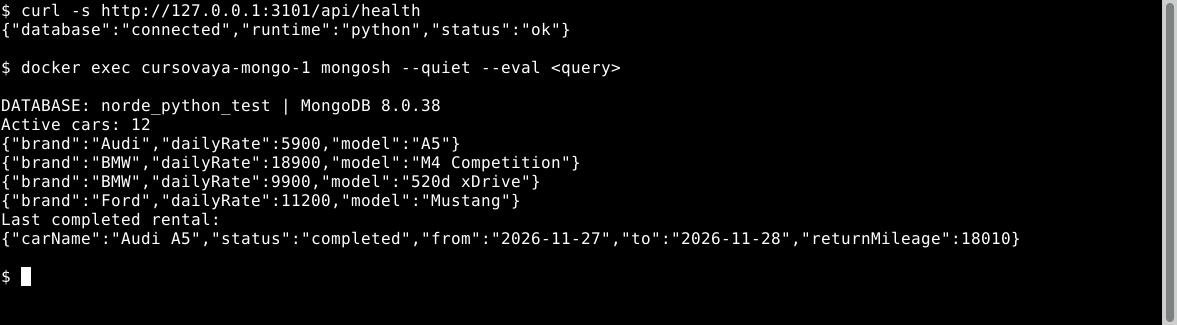 $ curl -s http://127.0.0.1:3101/api/health
{"database":"connected","runtime":"python","status":"ok"}
$ docker exec cursovaya-mongo-1 mongosh --quiet --eval <query>
DATABASE: norde_python_test | MongoDB 8.0.38
Active cars: 12
{"brand":"Audi","dailyRate":5900,"model":"A5"}
{"brand":"BMW","dailyRate":18900,"model":"M4 Competition"}
{"brand":"BMW","dailyRate":9900,"model":"520d xDrive"}
{"brand":"Ford","dailyRate":11200,"model":"Mustang"}
Last completed rental:
{"carName":"Audi A5","status":"completed","from":"2026-11-27","to":"2026-11-28","returnMileage":18010}
$